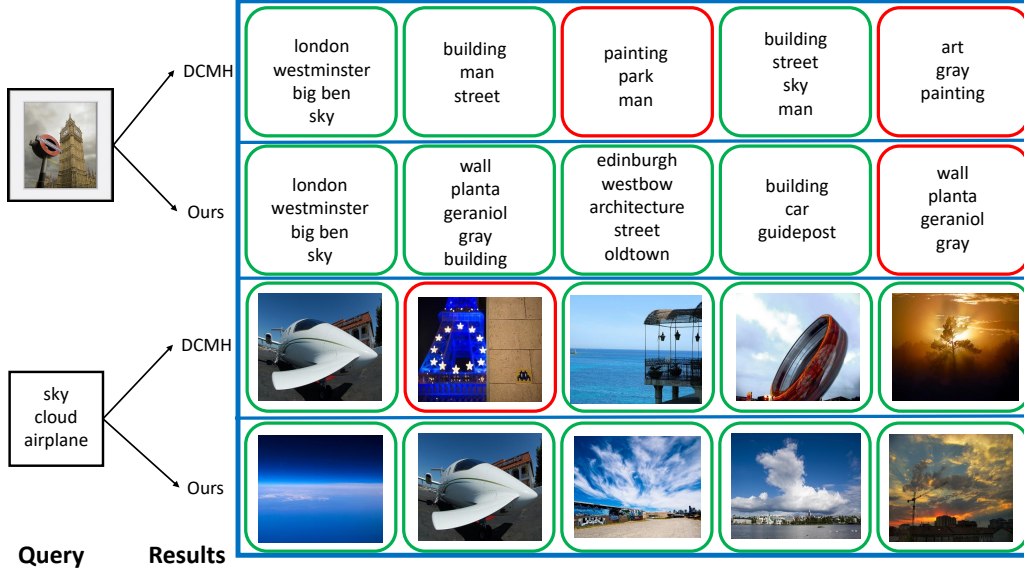 DCMH
london
westminster
big ben
sky
building
man
street
painting
park
man
building
street
sky
man
art
gray
painting
Ours
london
westminster
big ben
sky
wall
planta
geraniol
gray
building
edinburgh
westbow
architecture
street
oldtown
building
car
guidepost
wall
planta
geraniol
gray
DCMH
sky
cloud
airplane
Ours
Query
Results